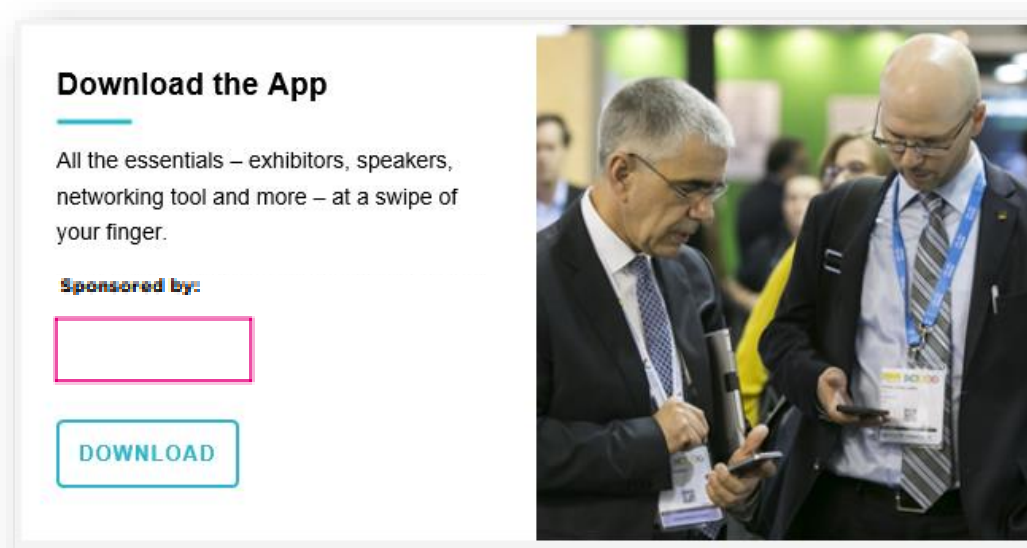 Download the App
All the essentials – exhibitors, speakers,
networking tool and more – at a swipe of
your finger.
Sponsored by:
DOWNLOAD